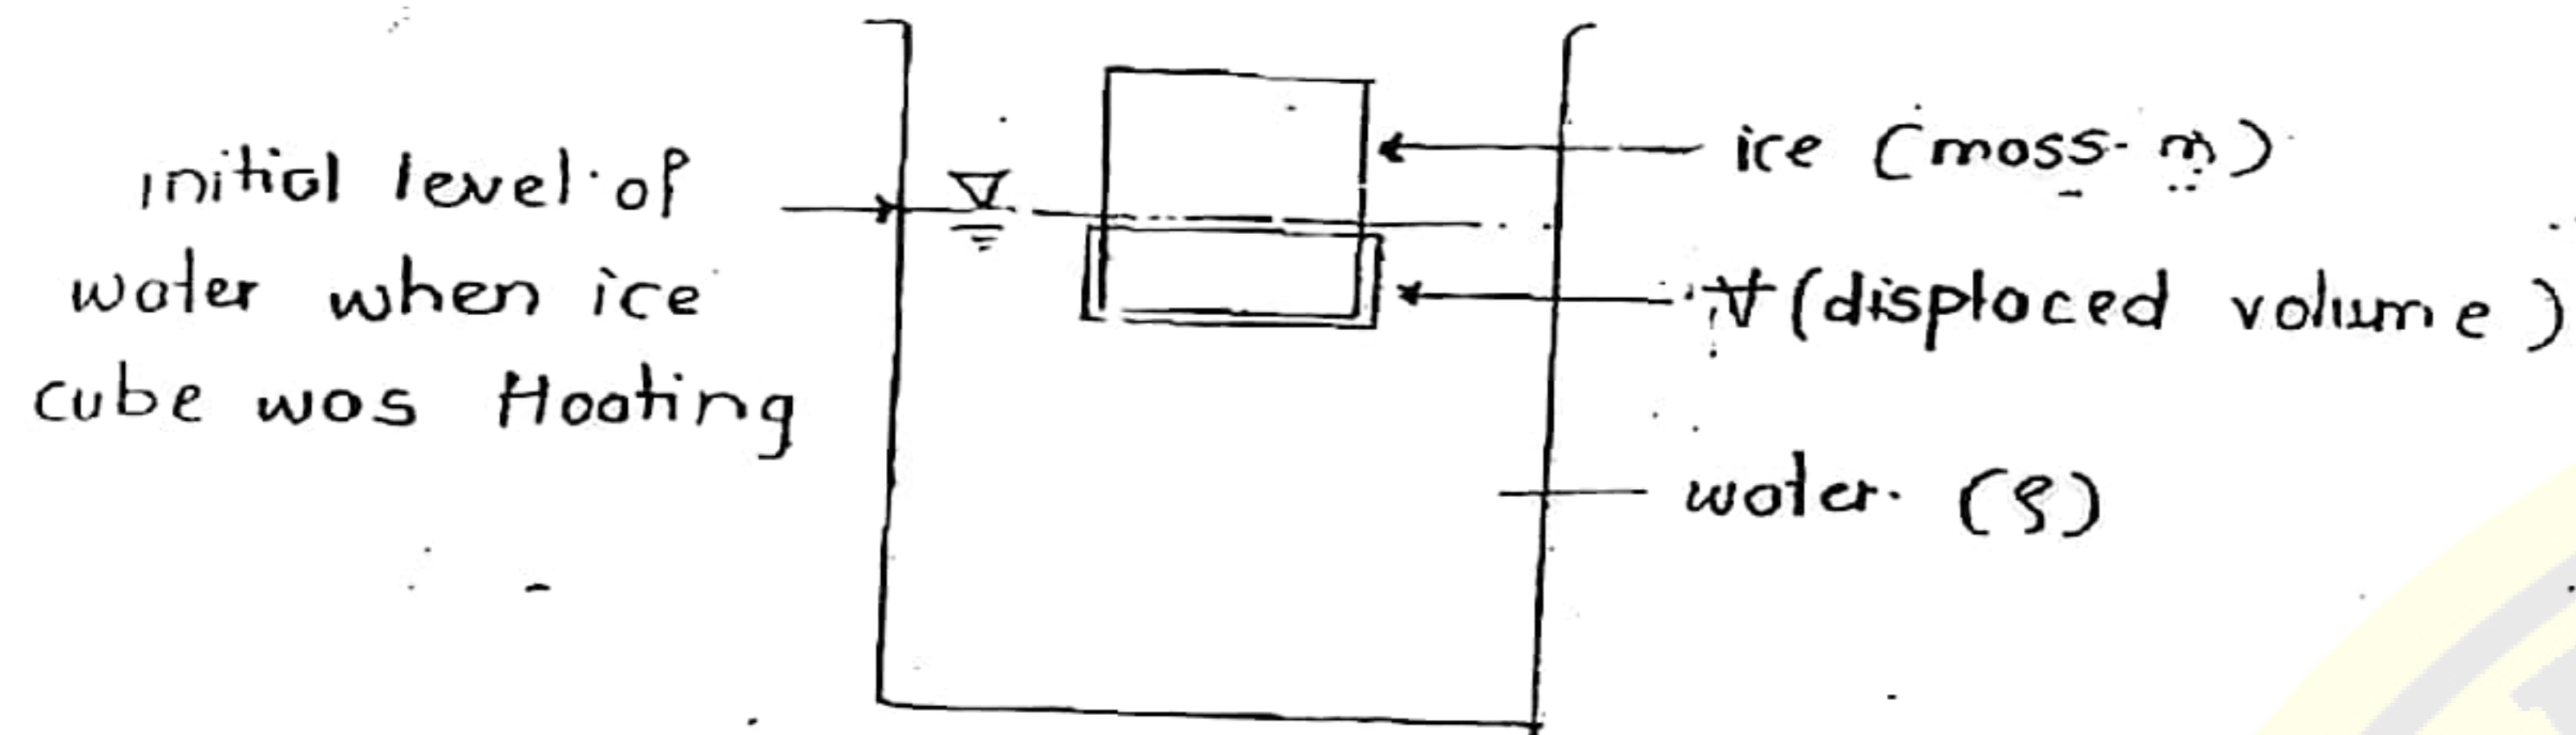 initial level of
water when ice
cube was floating
ice (mass-m)
∀ (displaced volume)
water. (ρ)